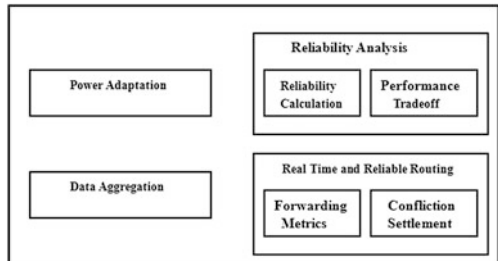 Power Adaptation
Data Aggregation
Reliability Analysis
Reliability
Calculation
Performance
Tradeoff
Real Time and Reliable Routing
Forwarding
Metrics
Confliction
Settlement